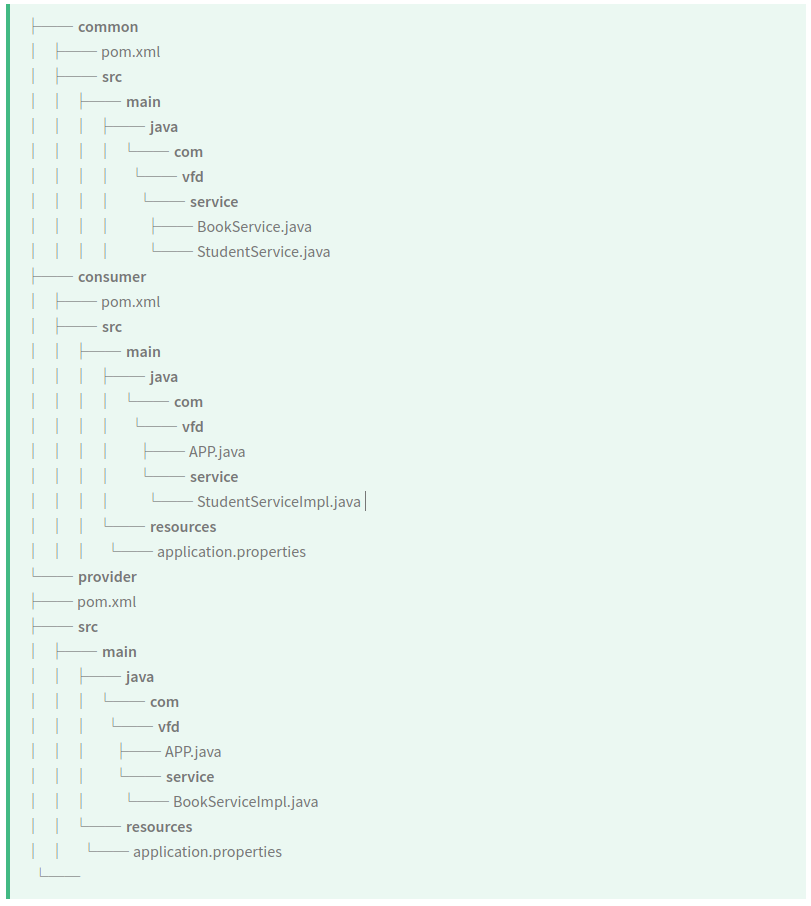 ├─── common
│ ├─── pom.xml
│ ├─── src
│ │ ├─── main
│ │ │ ├─── java
│ │ │ │ └─── com
│ │ │ │ └─── vfd
│ │ │ │ └─── service
│ │ │ │ ├─── BookService.java
│ │ │ │ └─── StudentService.java
├─── consumer
│ ├─── pom.xml
│ ├─── src
│ │ ├─── main
│ │ │ ├─── java
│ │ │ │ └─── com
│ │ │ │ └─── vfd
│ │ │ │ ├─── APP.java
│ │ │ │ └─── service
│ │ │ │ └─── StudentServiceImpl.java
│ │ │ └─── resources
│ │ │ └─── application.properties
└─── provider
├─── pom.xml
├─── src
│ ├─── main
│ │ ├─── java
│ │ │ └─── com
│ │ │ └─── vfd
│ │ │ ├─── APP.java
│ │ │ └─── service
│ │ │ └─── BookServiceImpl.java
│ │ └─── resources
│ │ └─── application.properties
└───